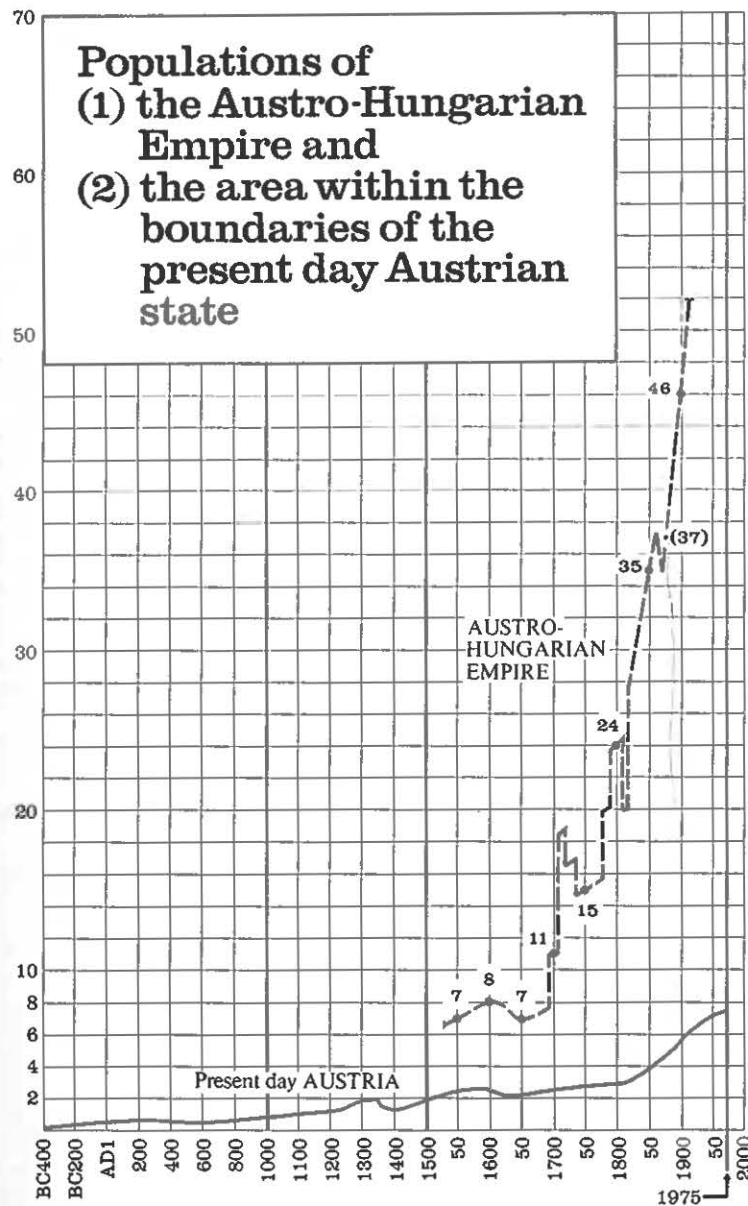 70
Populations of
(1) the Austro-Hungarian
Empire and
(2) the area within the
boundaries of the
present day Austrian
state
60
50
46
40
(37)
35
AUSTRO-
HUNGARIAN
EMPIRE
30
24
20
15
11
10
8
7
8
7
6
4
Present day AUSTRIA
2
BC400
BC200
AD1
200
400
600
800
1000
1100
1200
1300
1400
1500
50
1600
50
1700
50
1800
50
1900
50
2000
1975